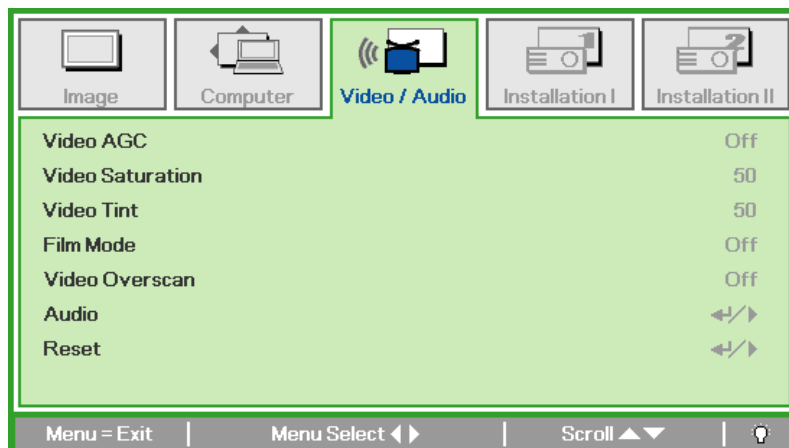 Image Computer Video / Audio Installation I Installation II
Video AGC Off
Video Saturation 50
Video Tint 50
Film Mode Off
Video Overscan Off
Audio
Reset
Menu = Exit Menu Select Scroll